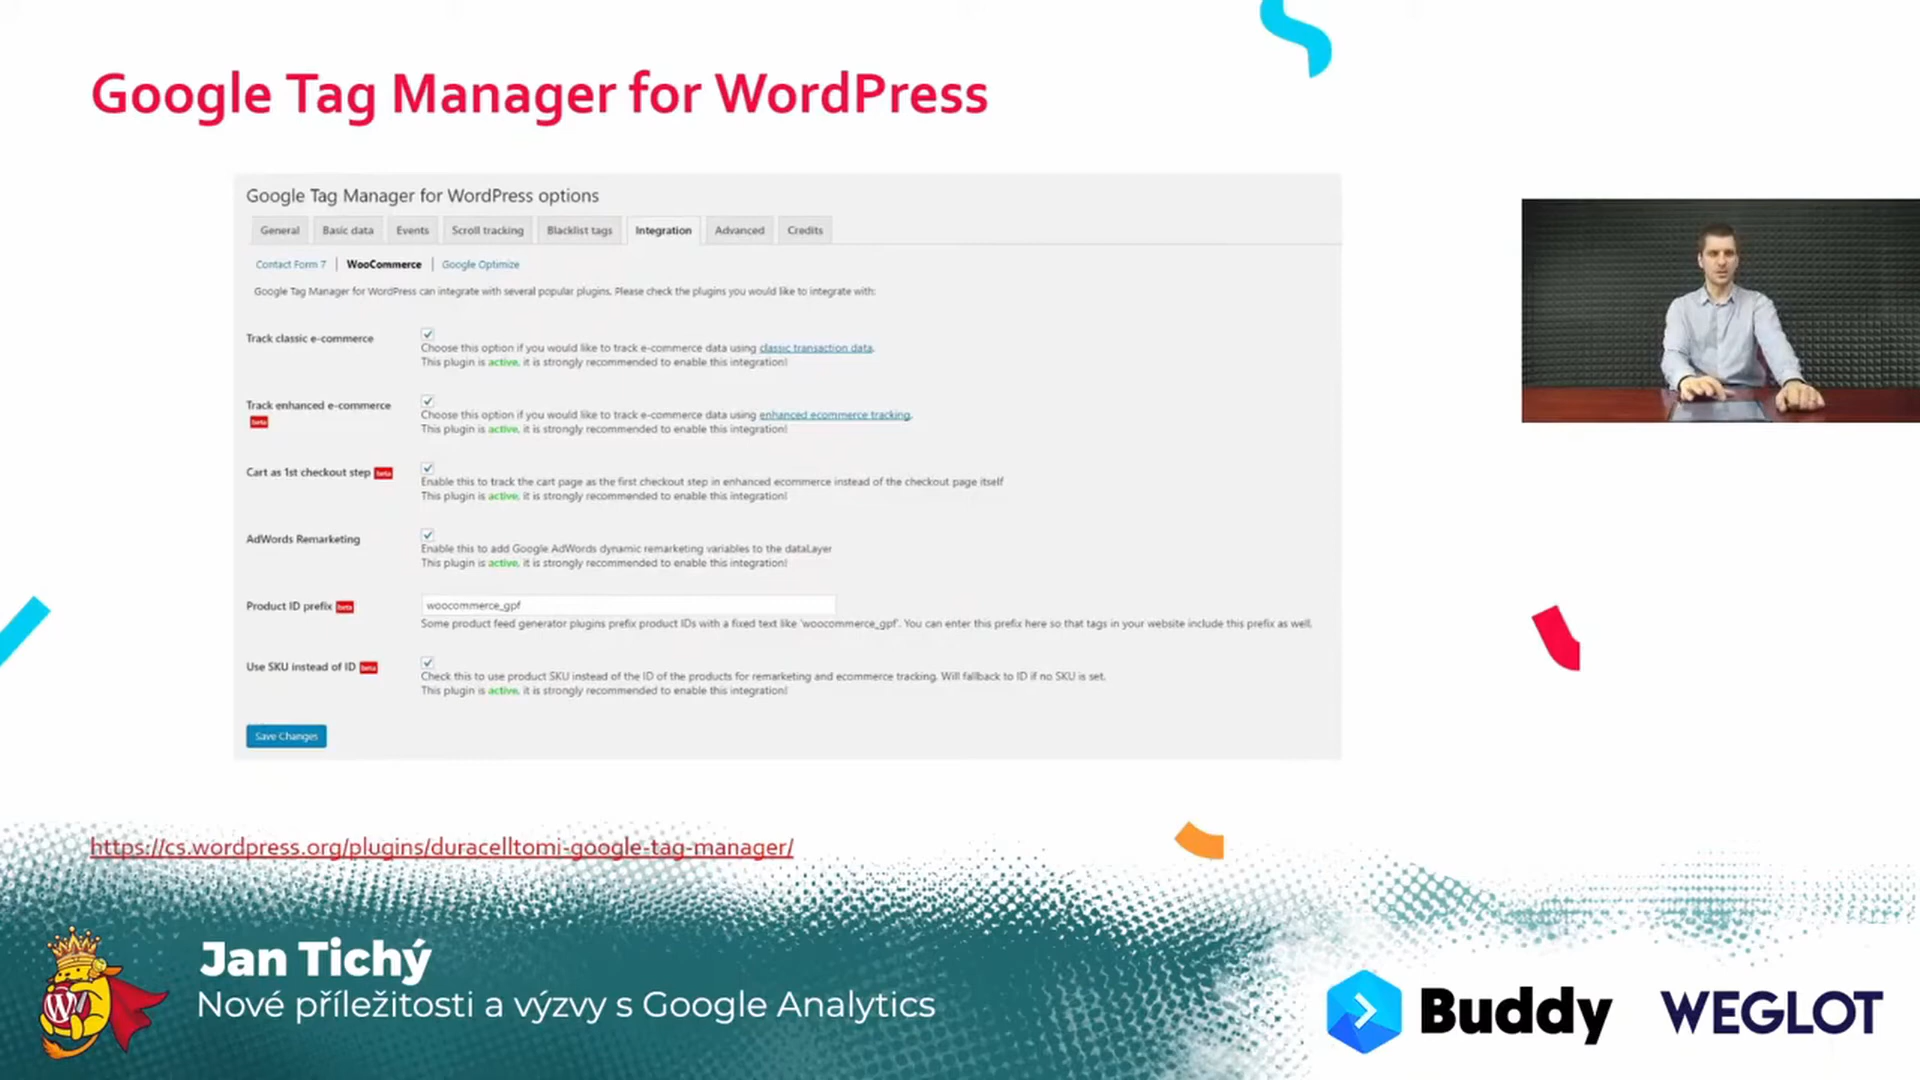 Google Tag Manager for WordPress
Google Tag Manager for WordPress options
General
Basic data
Events
Scroll tracking
Blacklist tags
Integration
Advanced
Credits
Contact Form 7 | WooCommerce | Google Optimize
Google Tag Manager for WordPress can integrate with several popular plugins. Please check the plugins you would like to integrate with:
Track classic e-commerce
Choose this option if you would like to track e-commerce data using classic transaction data.
This plugin is active, it is strongly recommended to enable this integration!
Track enhanced e-commerce
beta
Choose this option if you would like to track e-commerce data using enhanced ecommerce tracking.
This plugin is active, it is strongly recommended to enable this integration!
Cart as 1st checkout step beta
Enable this to track the cart page as the first checkout step in enhanced ecommerce instead of the checkout page itself
This plugin is active, it is strongly recommended to enable this integration!
AdWords Remarketing
Enable this to add Google AdWords dynamic remarketing variables to the dataLayer
This plugin is active, it is strongly recommended to enable this integration!
Product ID prefix beta
woocommerce_gpf
Some product feed generator plugins prefix product IDs with a fixed text like 'woocommerce_gpf'. You can enter this prefix here so that tags in your website include this prefix as well.
Use SKU instead of ID beta
Check this to use product SKU instead of the ID of the products for remarketing and ecommerce tracking. Will fallback to ID if no SKU is set.
This plugin is active, it is strongly recommended to enable this integration!
Save Changes
https://cs.wordpress.org/plugins/duracelltomi-google-tag-manager/
Jan Tichý
Nové příležitosti a výzvy s Google Analytics
Buddy
WEGLOT